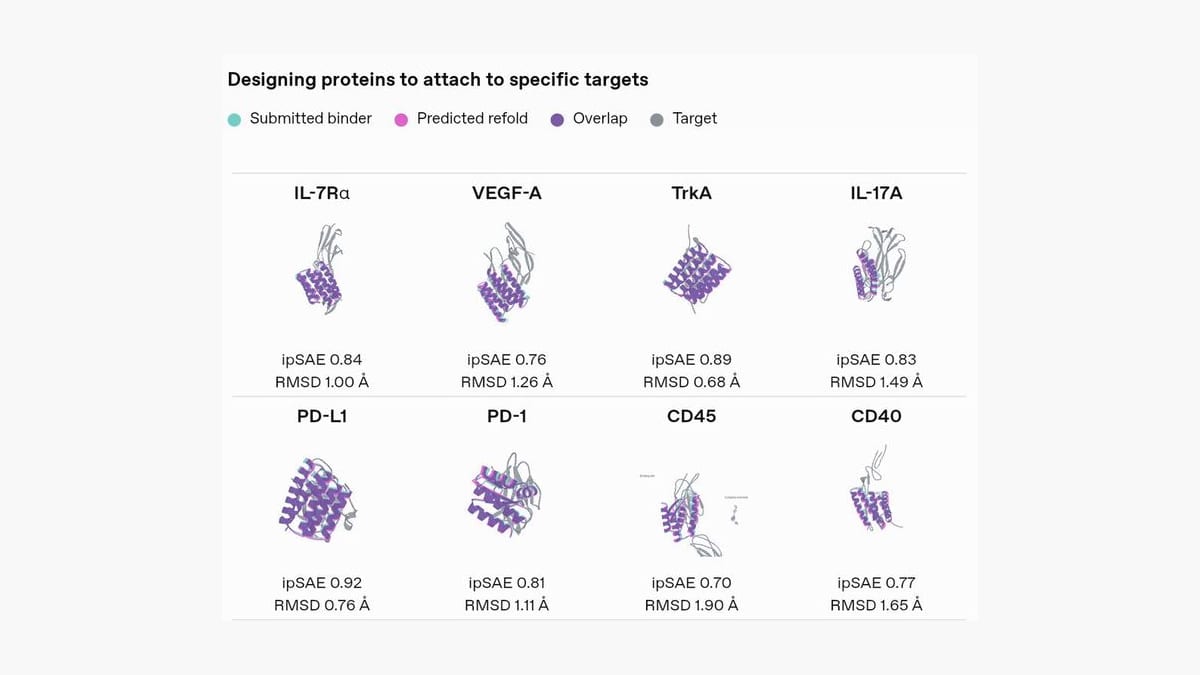 Designing proteins to attach to specific targets
Submitted binder Predicted refold Overlap Target
IL-7Rα VEGF-A TrkA IL-17A
ipSAE 0.84 ipSAE 0.76 ipSAE 0.89 ipSAE 0.83
RMSD 1.00 Å RMSD 1.26 Å RMSD 0.68 Å RMSD 1.49 Å
PD-L1 PD-1 CD45 CD40
ipSAE 0.92 ipSAE 0.81 ipSAE 0.70 ipSAE 0.77
RMSD 0.76 Å RMSD 1.11 Å RMSD 1.90 Å RMSD 1.65 Å